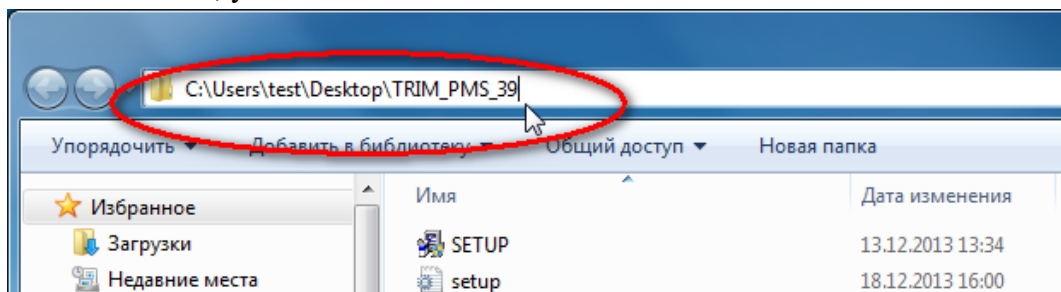 C:\Users\test\Desktop\TRIM_PMS_39
Упорядочить Добавить в библиотеку Общий доступ Новая папка
Избранное
Загрузки
Недавние места
Имя Дата изменения
SETUP 13.12.2013 13:34
setup 18.12.2013 16:00